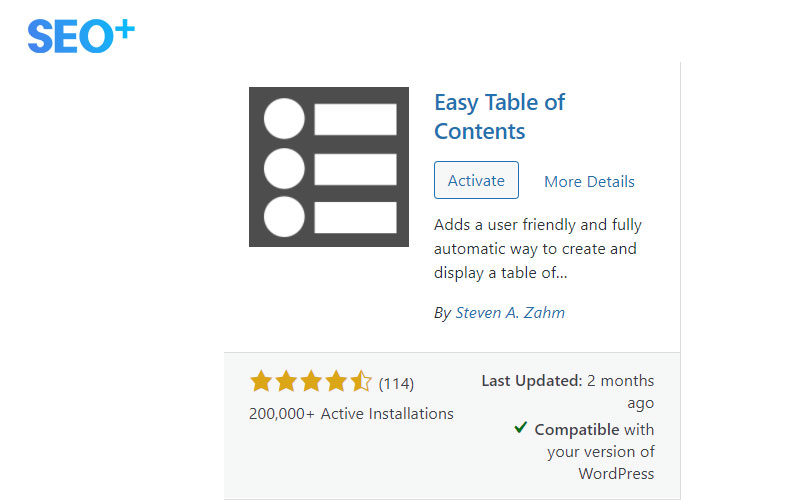 SEO+
Easy Table of
Contents
Activate
More Details
Adds a user friendly and fully
automatic way to create and
display a table of...
By Steven A. Zahm
(114)
200,000+ Active Installations
Last Updated: 2 months
ago
Compatible with
your version of
WordPress